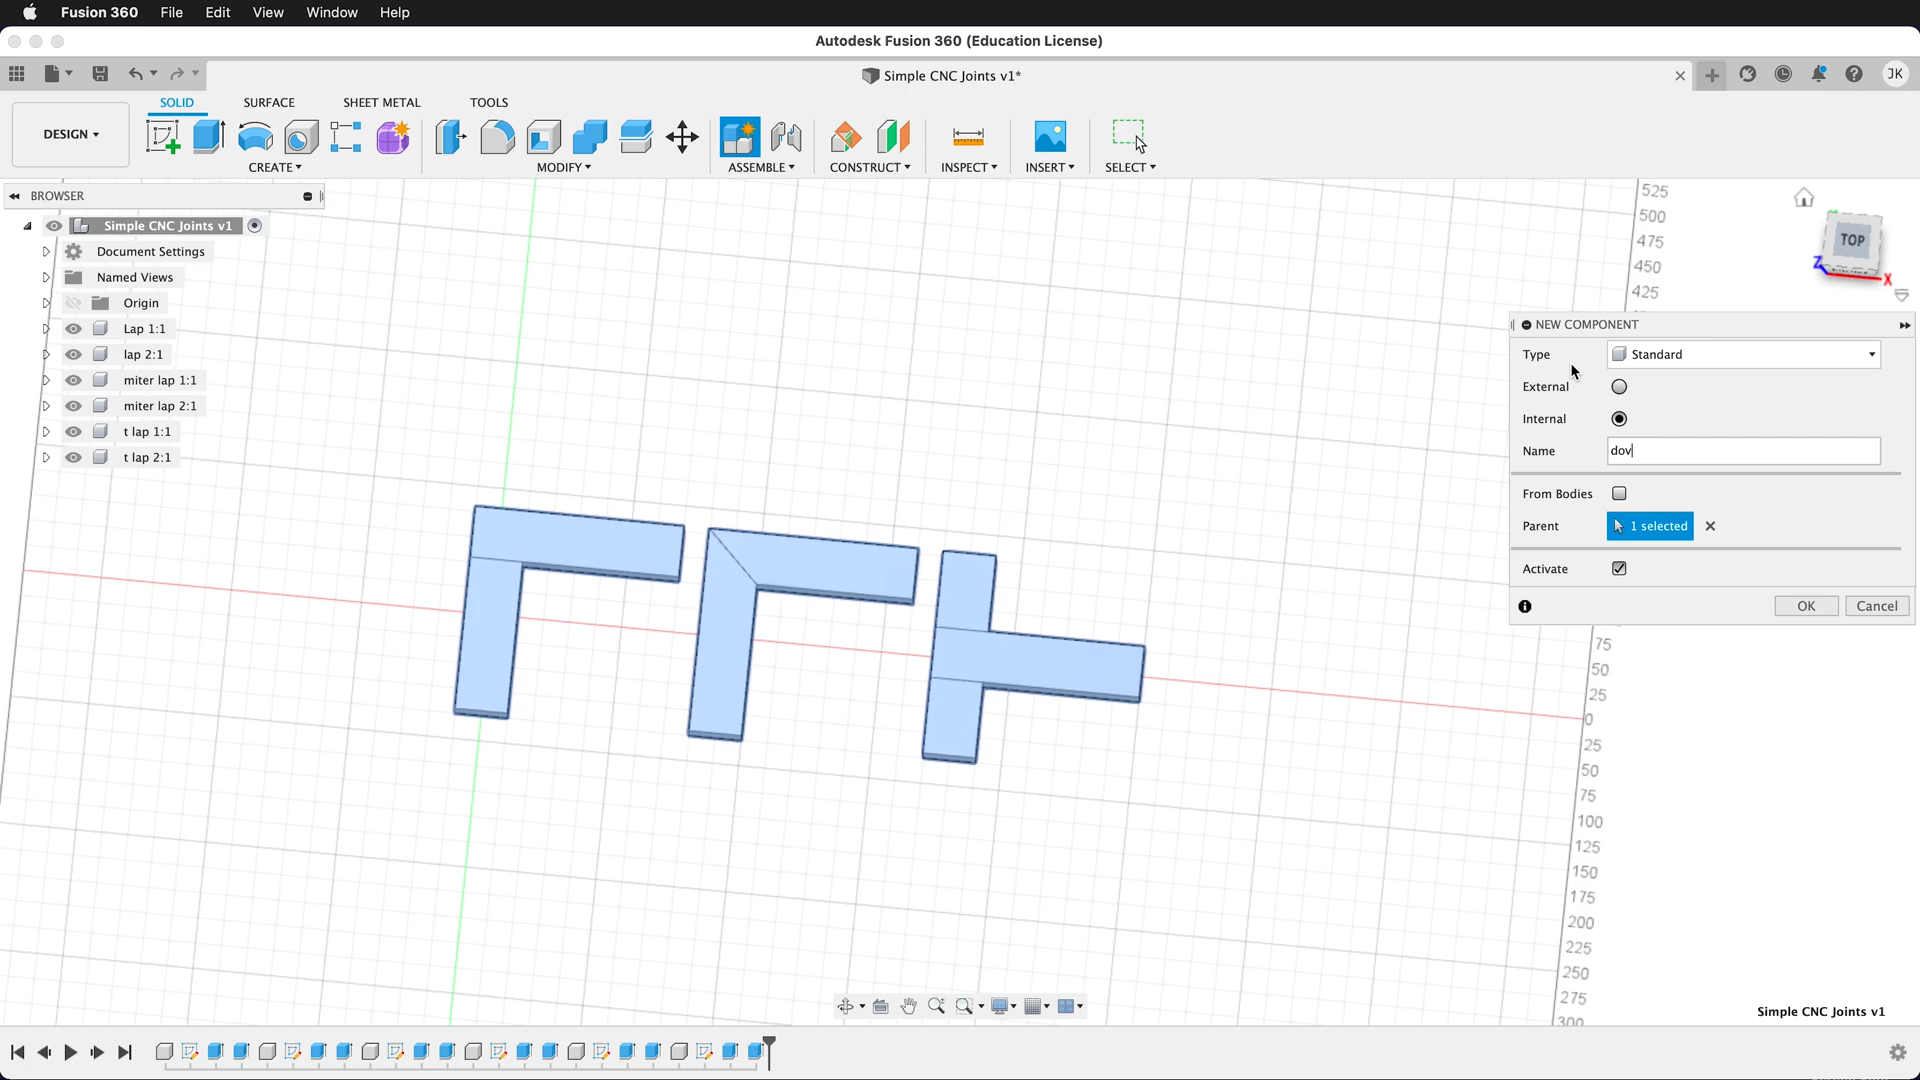 Fusion 360 File Edit View Window Help
Autodesk Fusion 360 (Education License)
Simple CNC Joints v1*
JK
SOLID SURFACE SHEET METAL TOOLS
DESIGN
CREATE MODIFY ASSEMBLE CONSTRUCT INSPECT INSERT SELECT
BROWSER
Simple CNC Joints v1
Document Settings
Named Views
Origin
Lap 1:1
lap 2:1
miter lap 1:1
miter lap 2:1
t lap 1:1
t lap 2:1
525
500
475
450
425
TOP
Z
X
NEW COMPONENT
Type Standard
External
Internal
Name dov
From Bodies
Parent 1 selected
Activate
OK Cancel
75
50
25
0
25
50
75
100
125
150
175
200
225
250
275
300
Simple CNC Joints v1